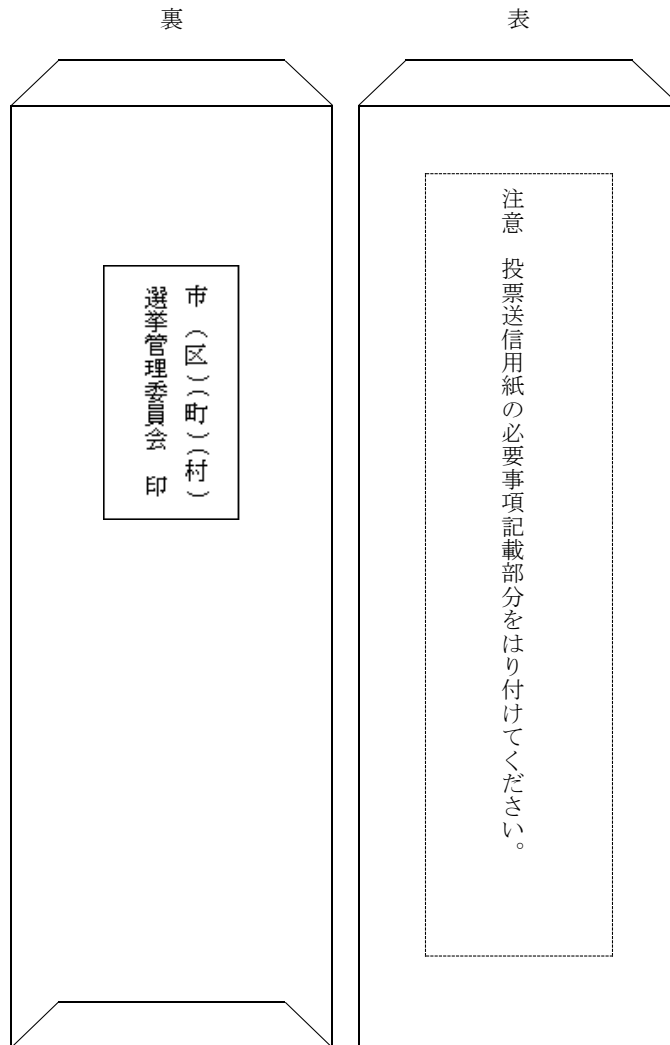 表
注意　投票送信用紙の必要事項記載部分をはり付けてください。
裏
市（区）（町）（村）
選挙管理委員会　印